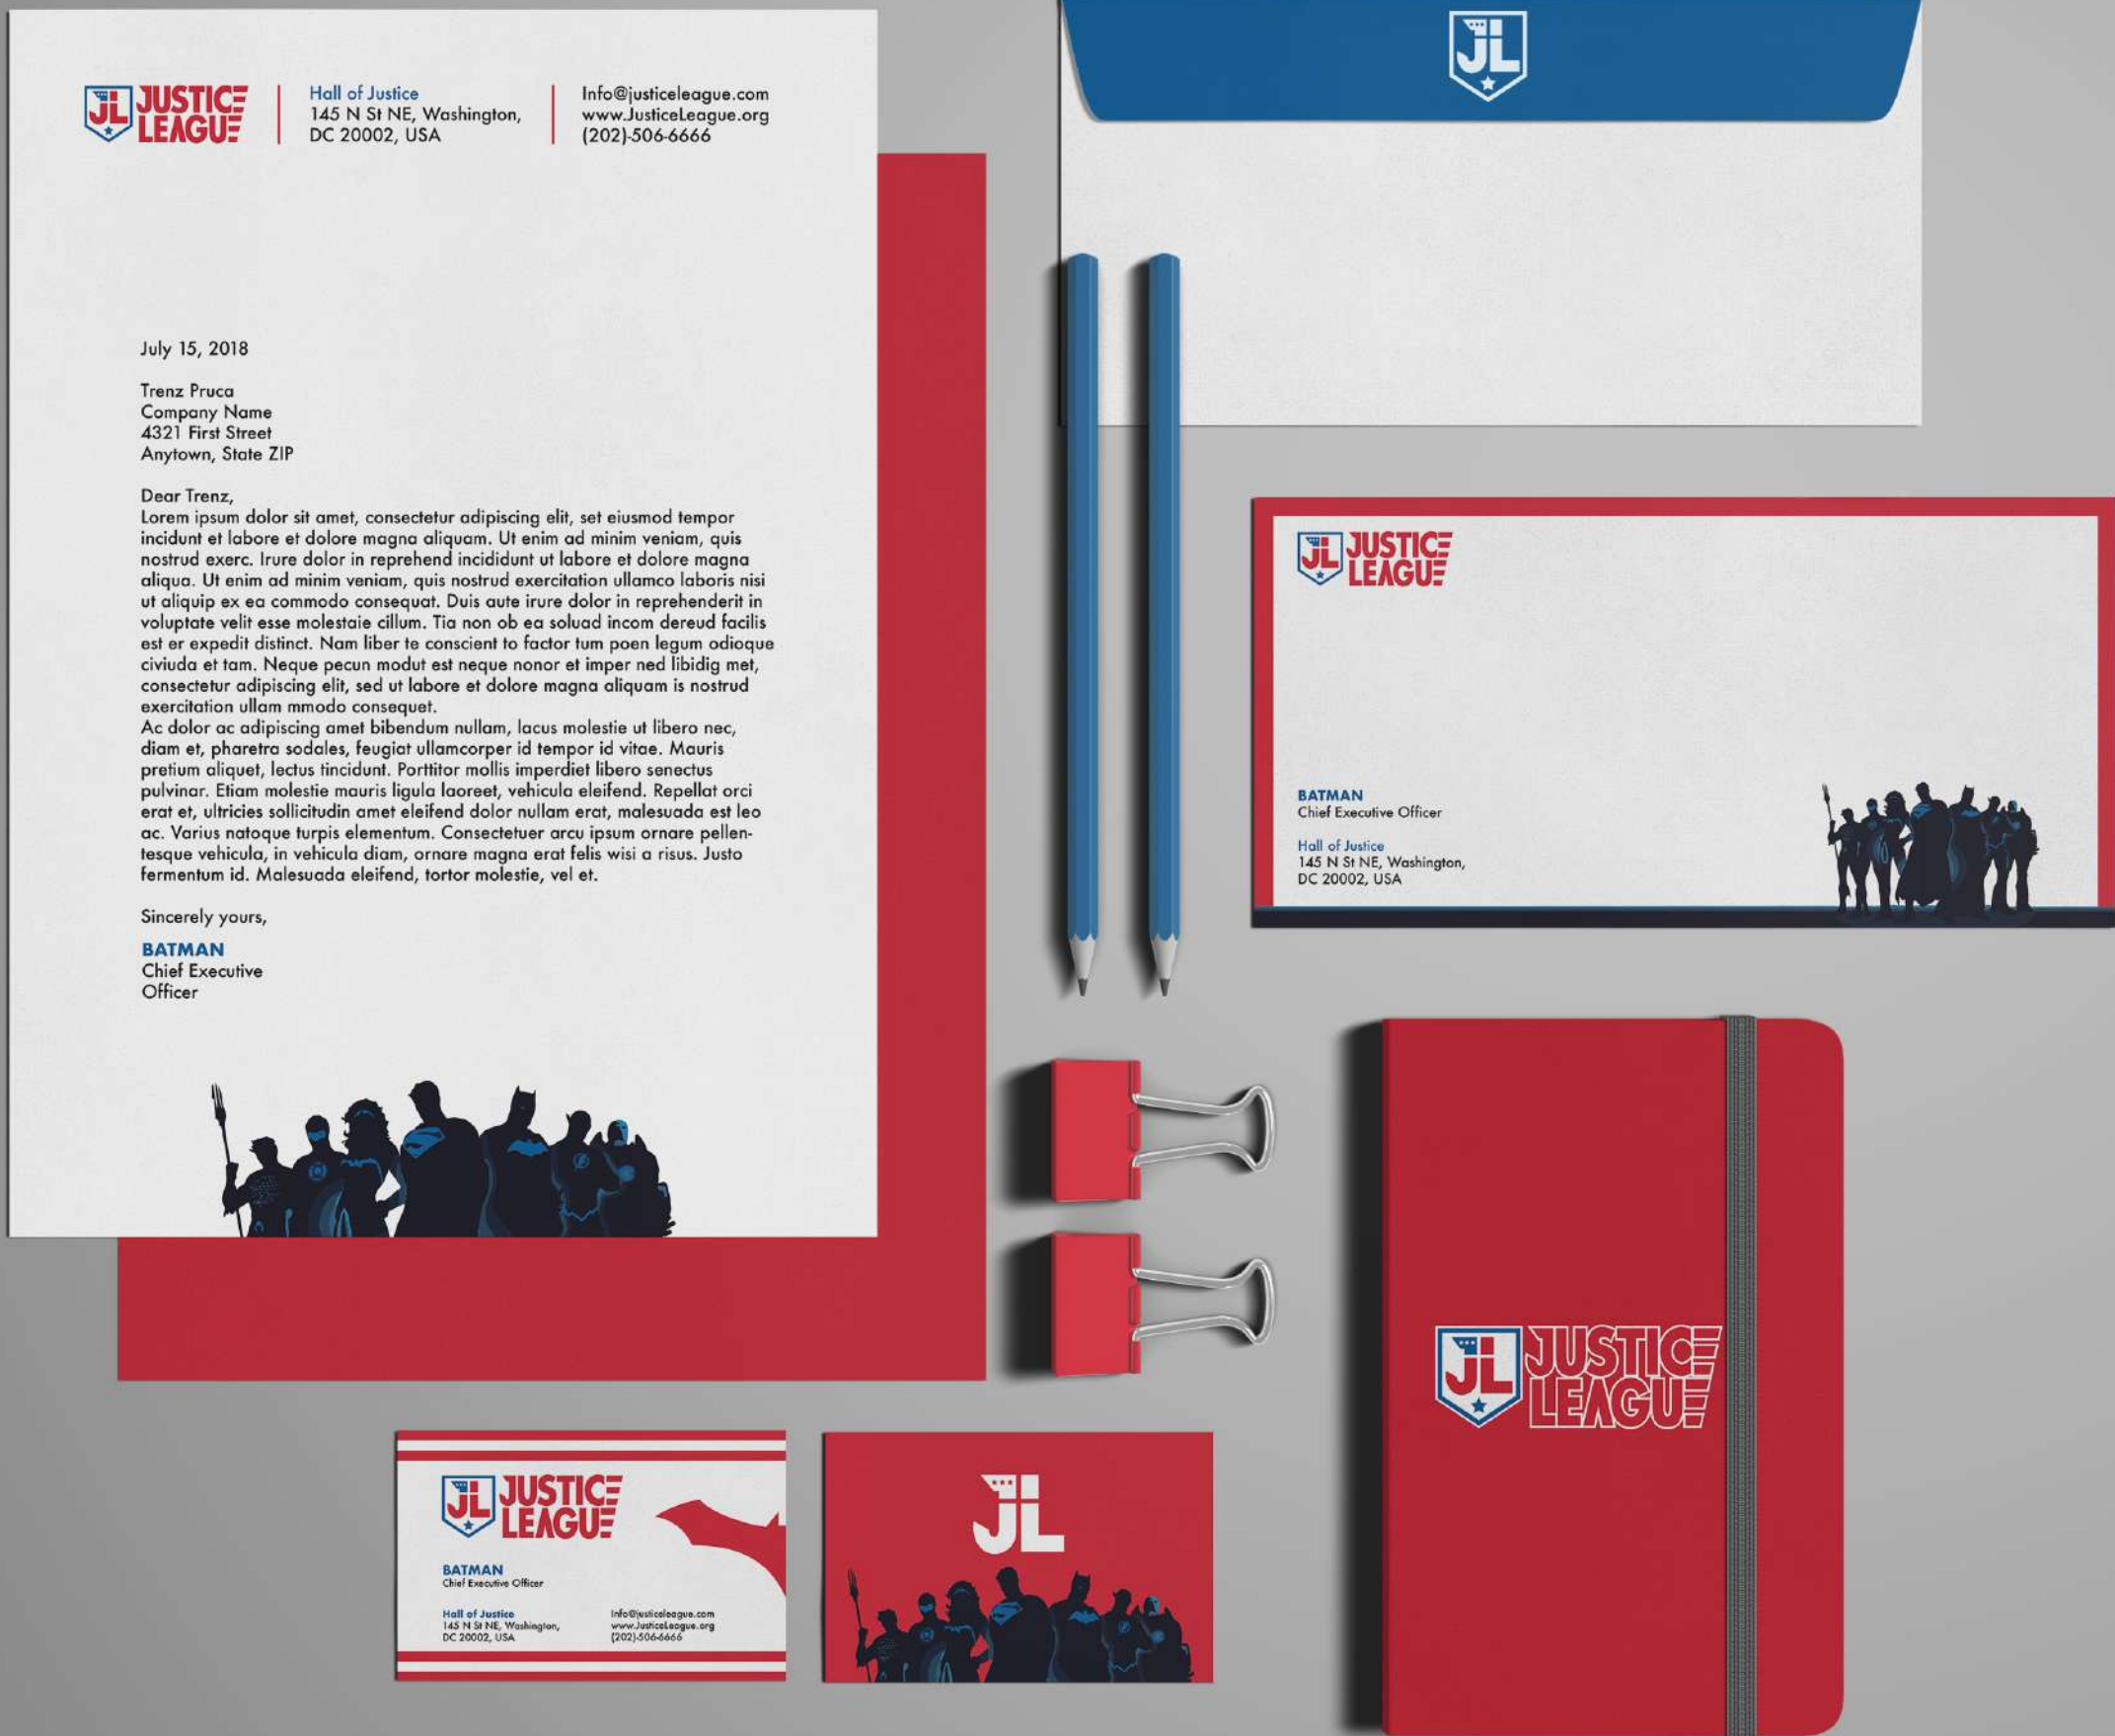 JL JUSTICE
LEAGUE
Hall of Justice
145 N St NE, Washington,
DC 20002, USA
Info@justiceleague.com
www.JusticeLeague.org
(202)-506-6666
July 15, 2018
Trenz Pruca
Company Name
4321 First Street
Anytown, State ZIP
Dear Trenz,
Lorem ipsum dolor sit amet, consectetur adipiscing elit, set eiusmod tempor
incidunt et labore et dolore magna aliquam. Ut enim ad minim veniam, quis
nostrud exerc. Irure dolor in reprehend incididunt ut labore et dolore magna
aliqua. Ut enim ad minim veniam, quis nostrud exercitation ullamco laboris nisi
ut aliquip ex ea commodo consequat. Duis aute irure dolor in reprehenderit in
voluptate velit esse molestaie cillum. Tia non ob ea soluad incom dereud facilis
est er expedit distinct. Nam liber te conscient to factor tum poen legum odioque
civiuda et tam. Neque pecun modut est neque nonor et imper ned libidig met,
consectetur adipiscing elit, sed ut labore et dolore magna aliquam is nostrud
exercitation ullam mmodo consequet.
Ac dolor ac adipiscing amet bibendum nullam, lacus molestie ut libero nec,
diam et, pharetra sodales, feugiat ullamcorper id tempor id vitae. Mauris
pretium aliquet, lectus tincidunt. Porttitor mollis imperdiet libero senectus
pulvinar. Etiam molestie mauris ligula laoreet, vehicula eleifend. Repellat orci
erat et, ultricies sollicitudin amet eleifend dolor nullam erat, malesuada est leo
ac. Varius natoque turpis elementum. Consectetuer arcu ipsum ornare pellen-
tesque vehicula, in vehicula diam, ornare magna erat felis wisi a risus. Justo
fermentum id. Malesuada eleifend, tortor molestie, vel et.
Sincerely yours,
BATMAN
Chief Executive
Officer
JL
JL JUSTICE
LEAGUE
BATMAN
Chief Executive Officer
Hall of Justice
145 N St NE, Washington,
DC 20002, USA
JL JUSTICE
LEAGUE
JL JUSTICE
LEAGUE
BATMAN
Chief Executive Officer
Hall of Justice
145 N St NE, Washington,
DC 20002, USA
Info@justiceleague.com
www.JusticeLeague.org
(202)-506-6666
JL